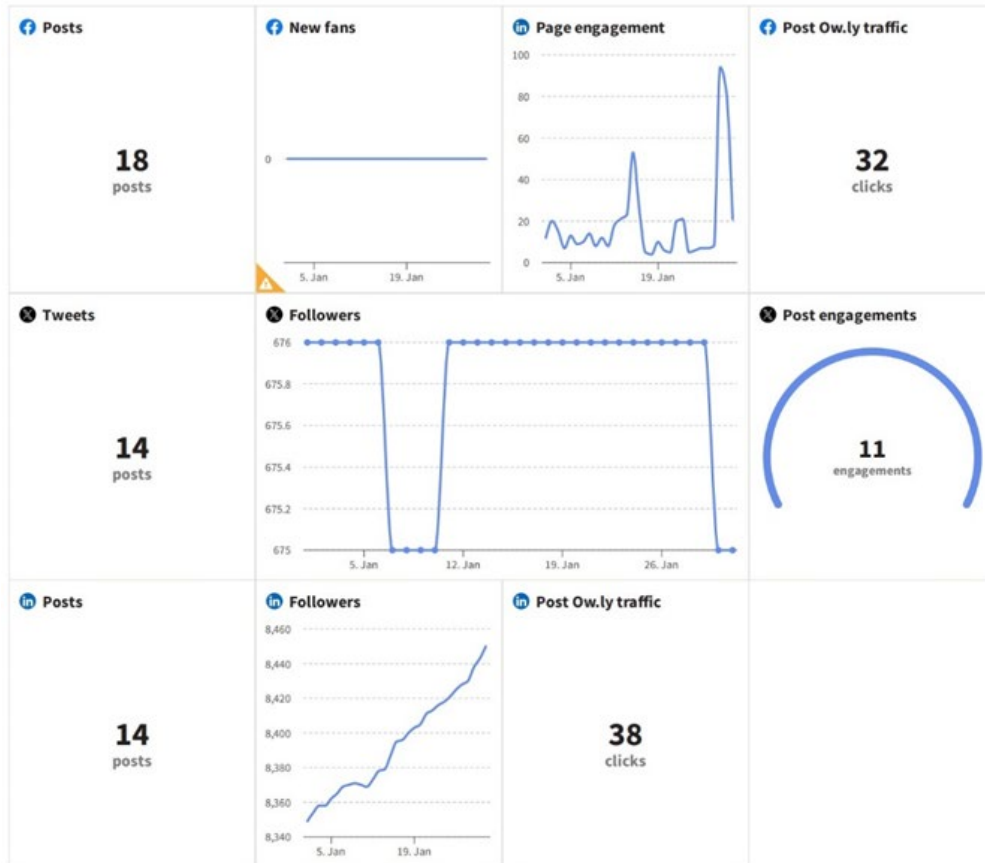 Posts
18
posts
New fans
0
5. Jan 19. Jan
Page engagement
100
80
60
40
20
0
5. Jan 19. Jan
Post Ow.ly traffic
32
clicks
Tweets
14
posts
Followers
676
675.8
675.6
675.4
675.2
675
5. Jan 12. Jan 19. Jan 26. Jan
Post engagements
11
engagements
Posts
14
posts
Followers
8,460
8,440
8,420
8,400
8,380
8,360
8,340
5. Jan 19. Jan
Post Ow.ly traffic
38
clicks